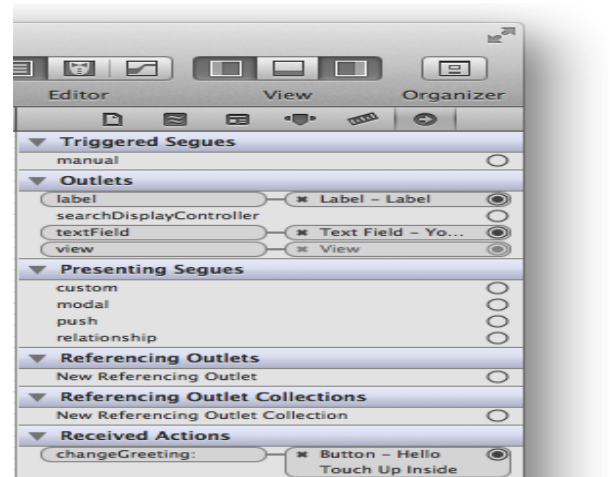 Editor View Organizer
Triggered Segues
manual
Outlets
label Label – Label
searchDisplayController
textField Text Field – Yo...
view View
Presenting Segues
custom
modal
push
relationship
Referencing Outlets
New Referencing Outlet
Referencing Outlet Collections
New Referencing Outlet Collection
Received Actions
changeGreeting: Button – Hello
Touch Up Inside